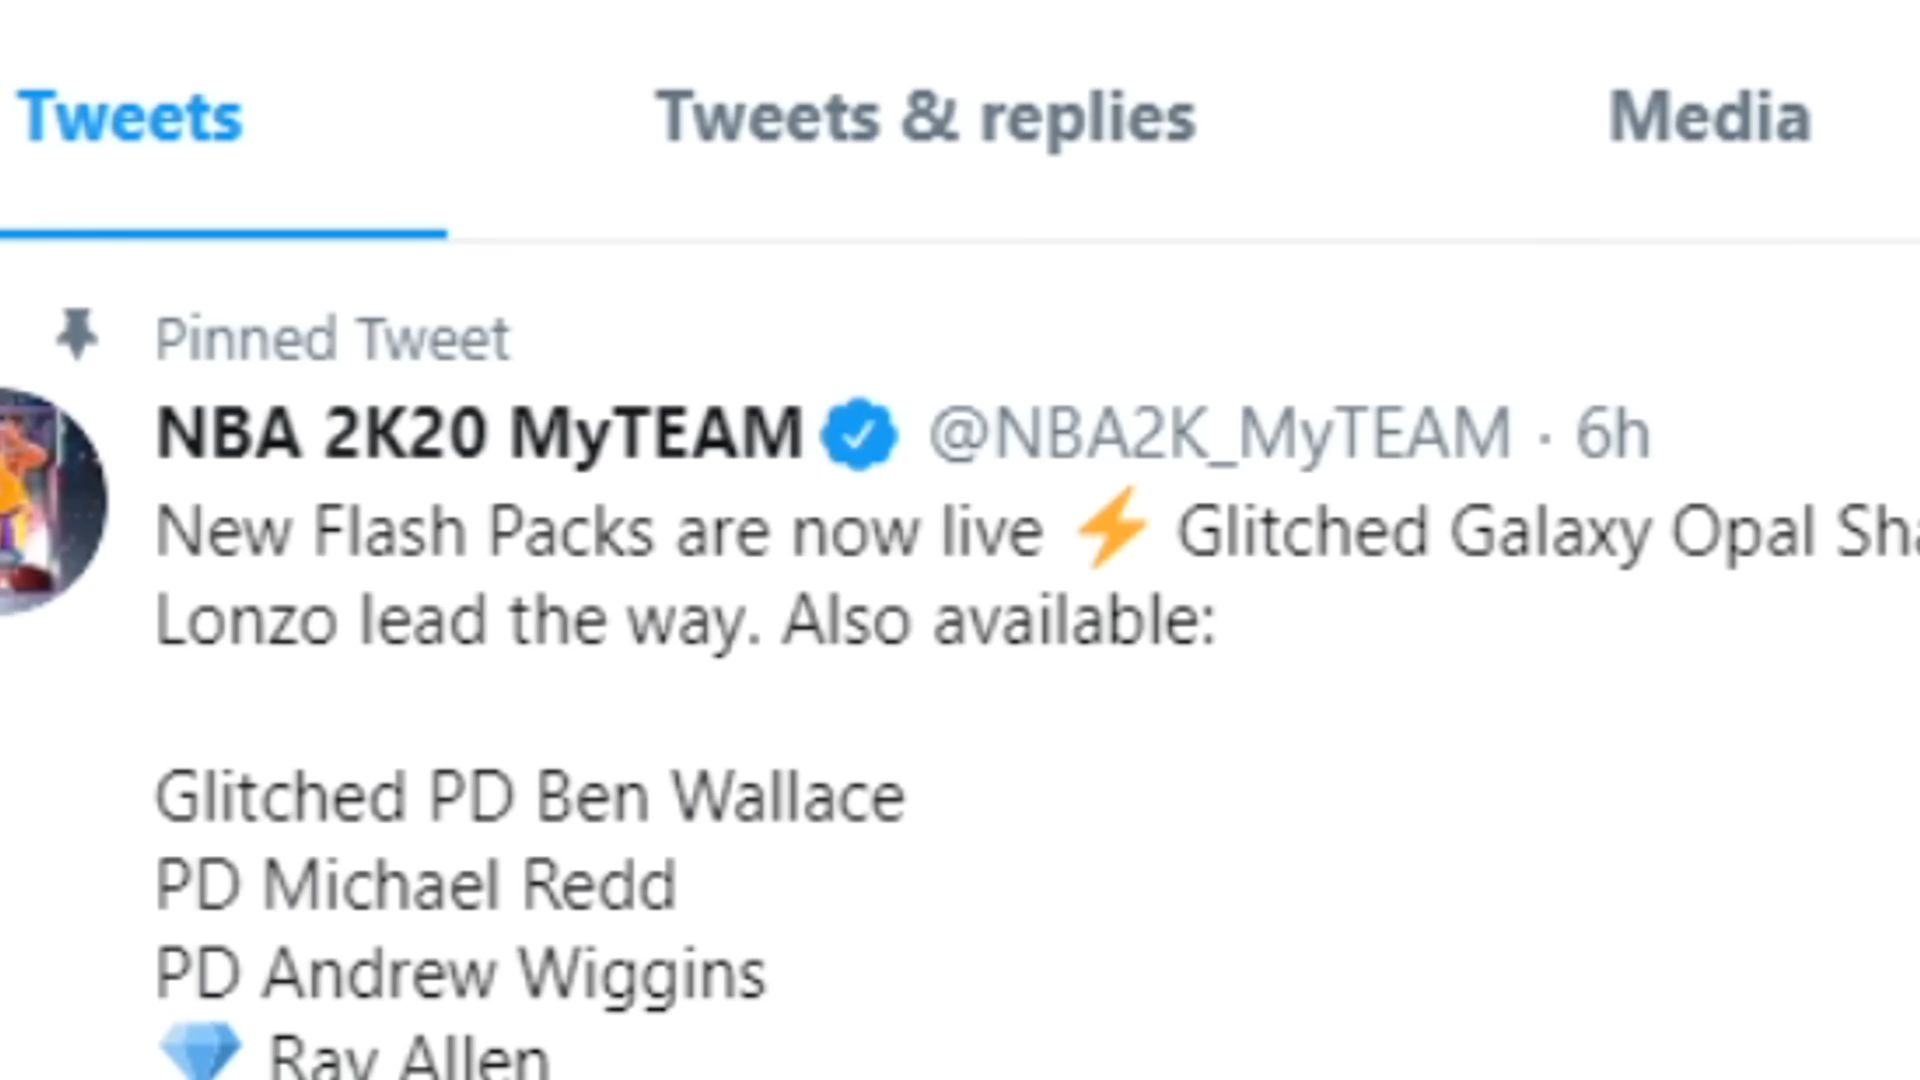 Tweets Tweets & replies Media
Pinned Tweet
NBA 2K20 MyTEAM @NBA2K_MyTEAM · 6h
New Flash Packs are now live ⚡ Glitched Galaxy Opal
Lonzo lead the way. Also available:
Glitched PD Ben Wallace
PD Michael Redd
PD Andrew Wiggins
💎 Ray Allen